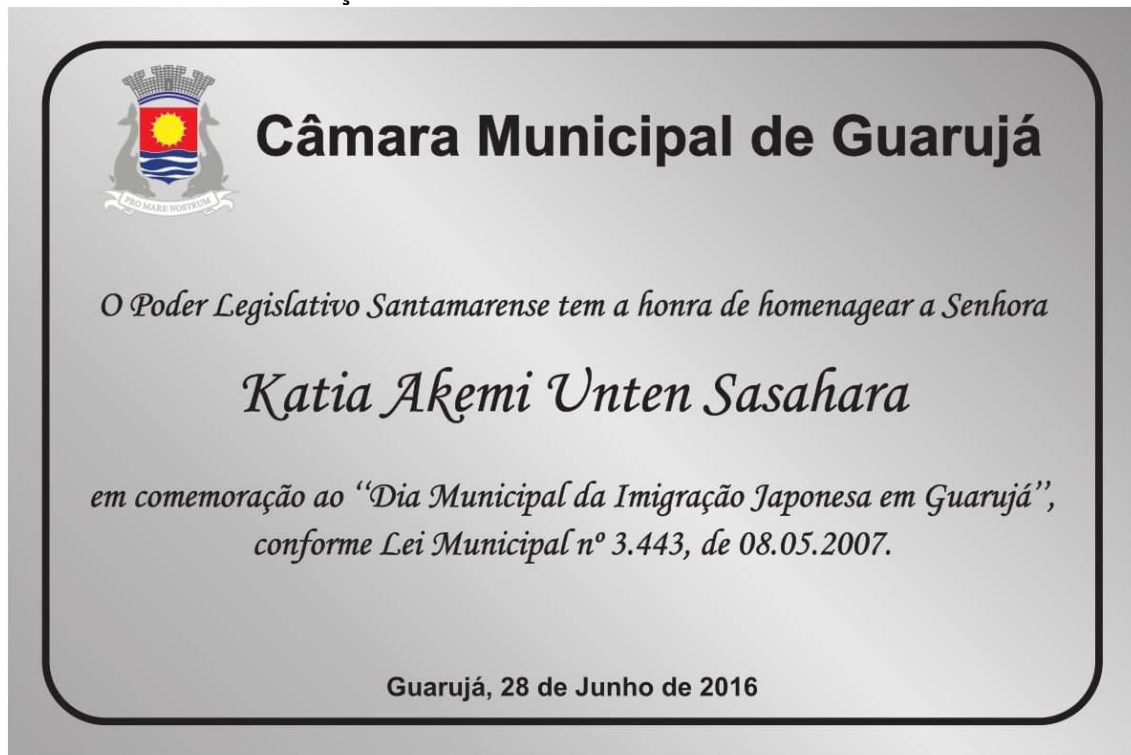 Câmara Municipal de Guarujá
PRO MARE NOSTRUM
O Poder Legislativo Santamarense tem a honra de homenagear a Senhora
Katia Akemi Unten Sasahara
em comemoração ao “Dia Municipal da Imigração Japonesa em Guarujá”,
conforme Lei Municipal nº 3.443, de 08.05.2007.
Guarujá, 28 de Junho de 2016